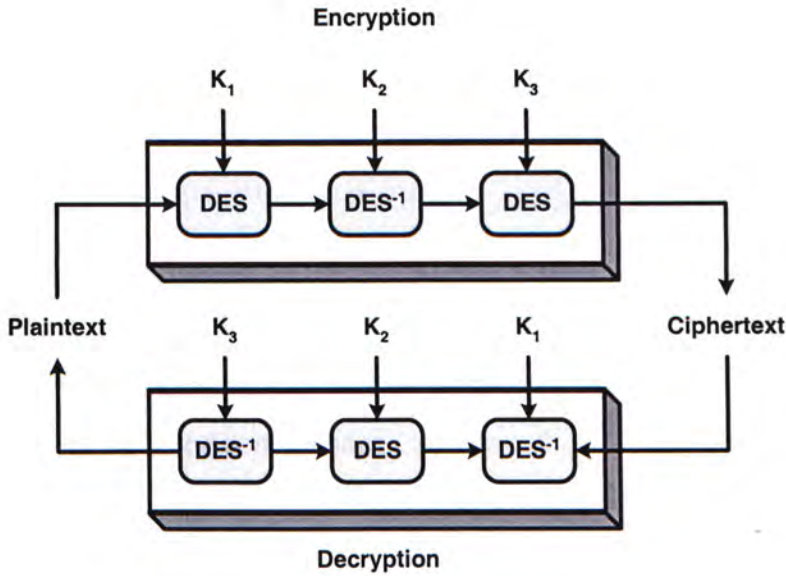 Encryption
K₁ K₂ K₃
DES DES⁻¹ DES
Plaintext K₃ K₂ K₁ Ciphertext
DES⁻¹ DES DES⁻¹
Decryption